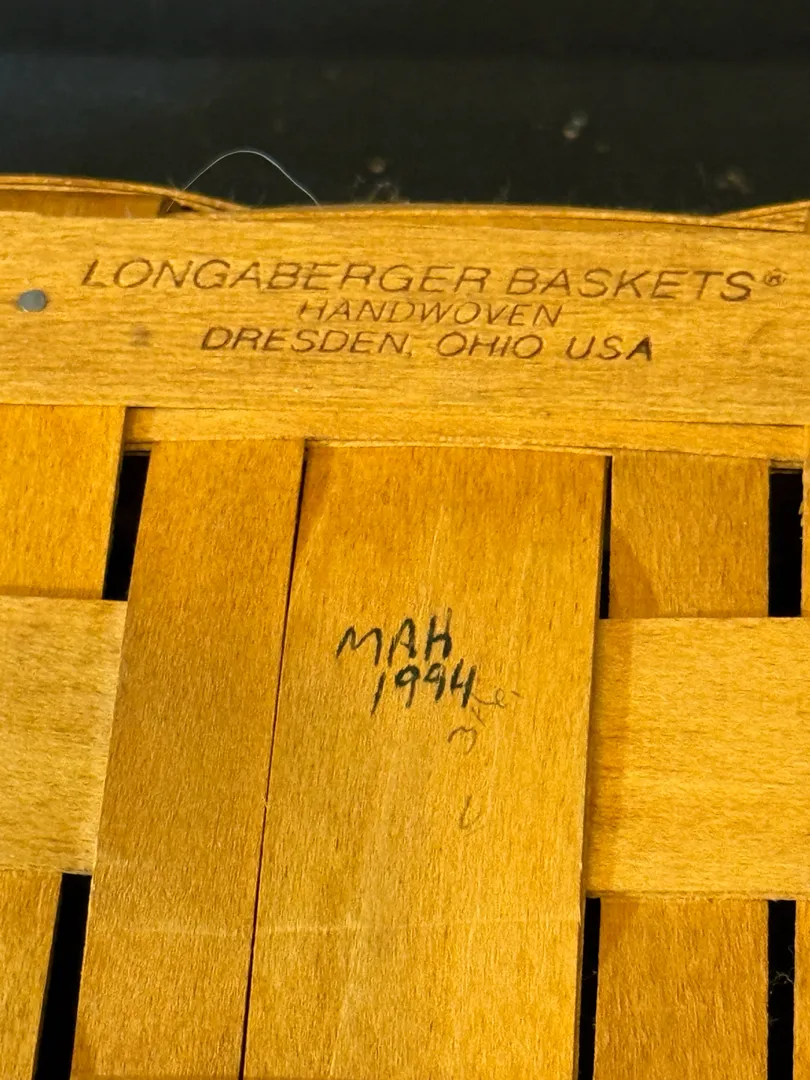 LONGABERGER BASKETS®
HANDWOVEN
DRESDEN, OHIO USA
MAH
1994